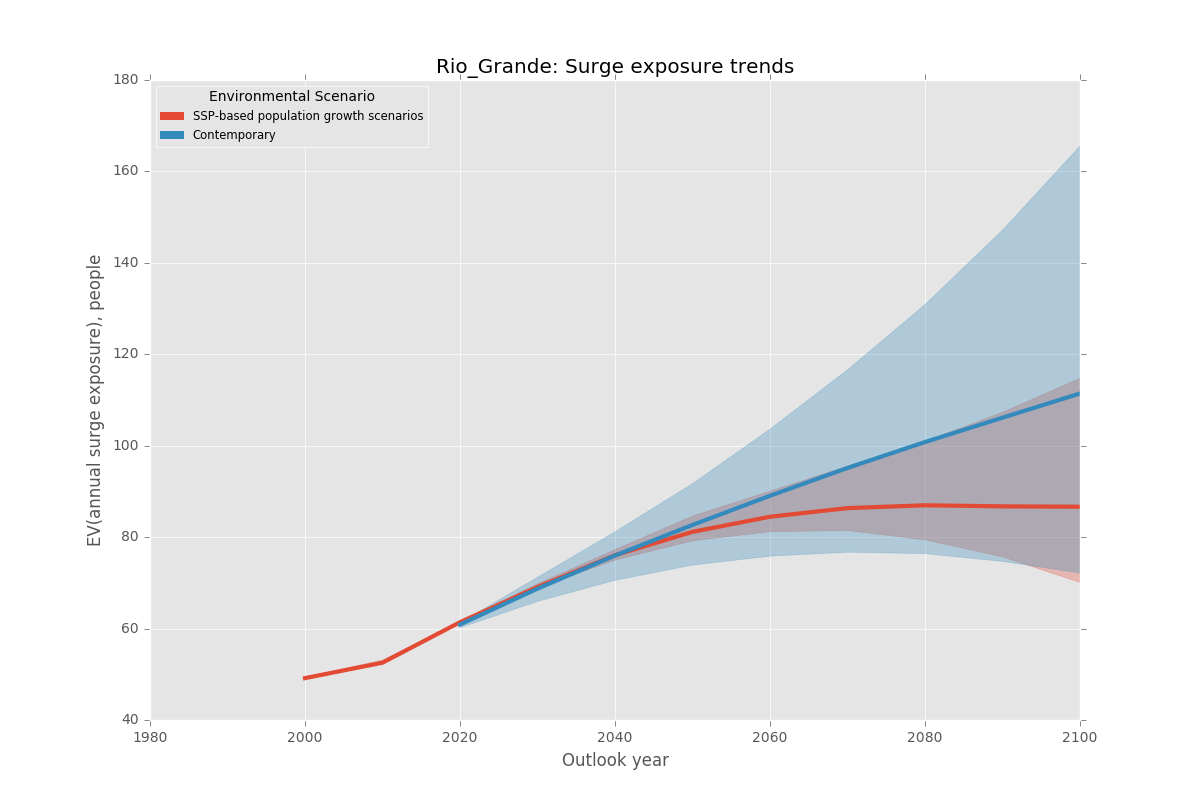 Rio_Grande: Surge exposure trends
Environmental Scenario
SSP-based population growth scenarios
Contemporary
EV(annual surge exposure), people
180
160
140
120
100
80
60
40
1980 2000 2020 2040 2060 2080 2100
Outlook year